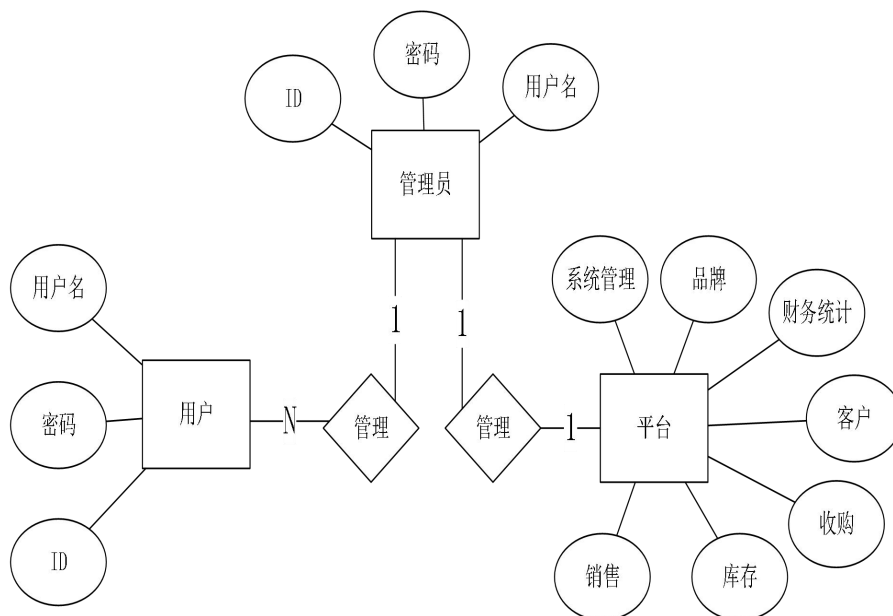 密码
用户名
ID
管理员
系统管理
品牌
用户名
财务统计
1
1
用户
N
管理
管理
1
平台
客户
密码
收购
ID
销售
库存